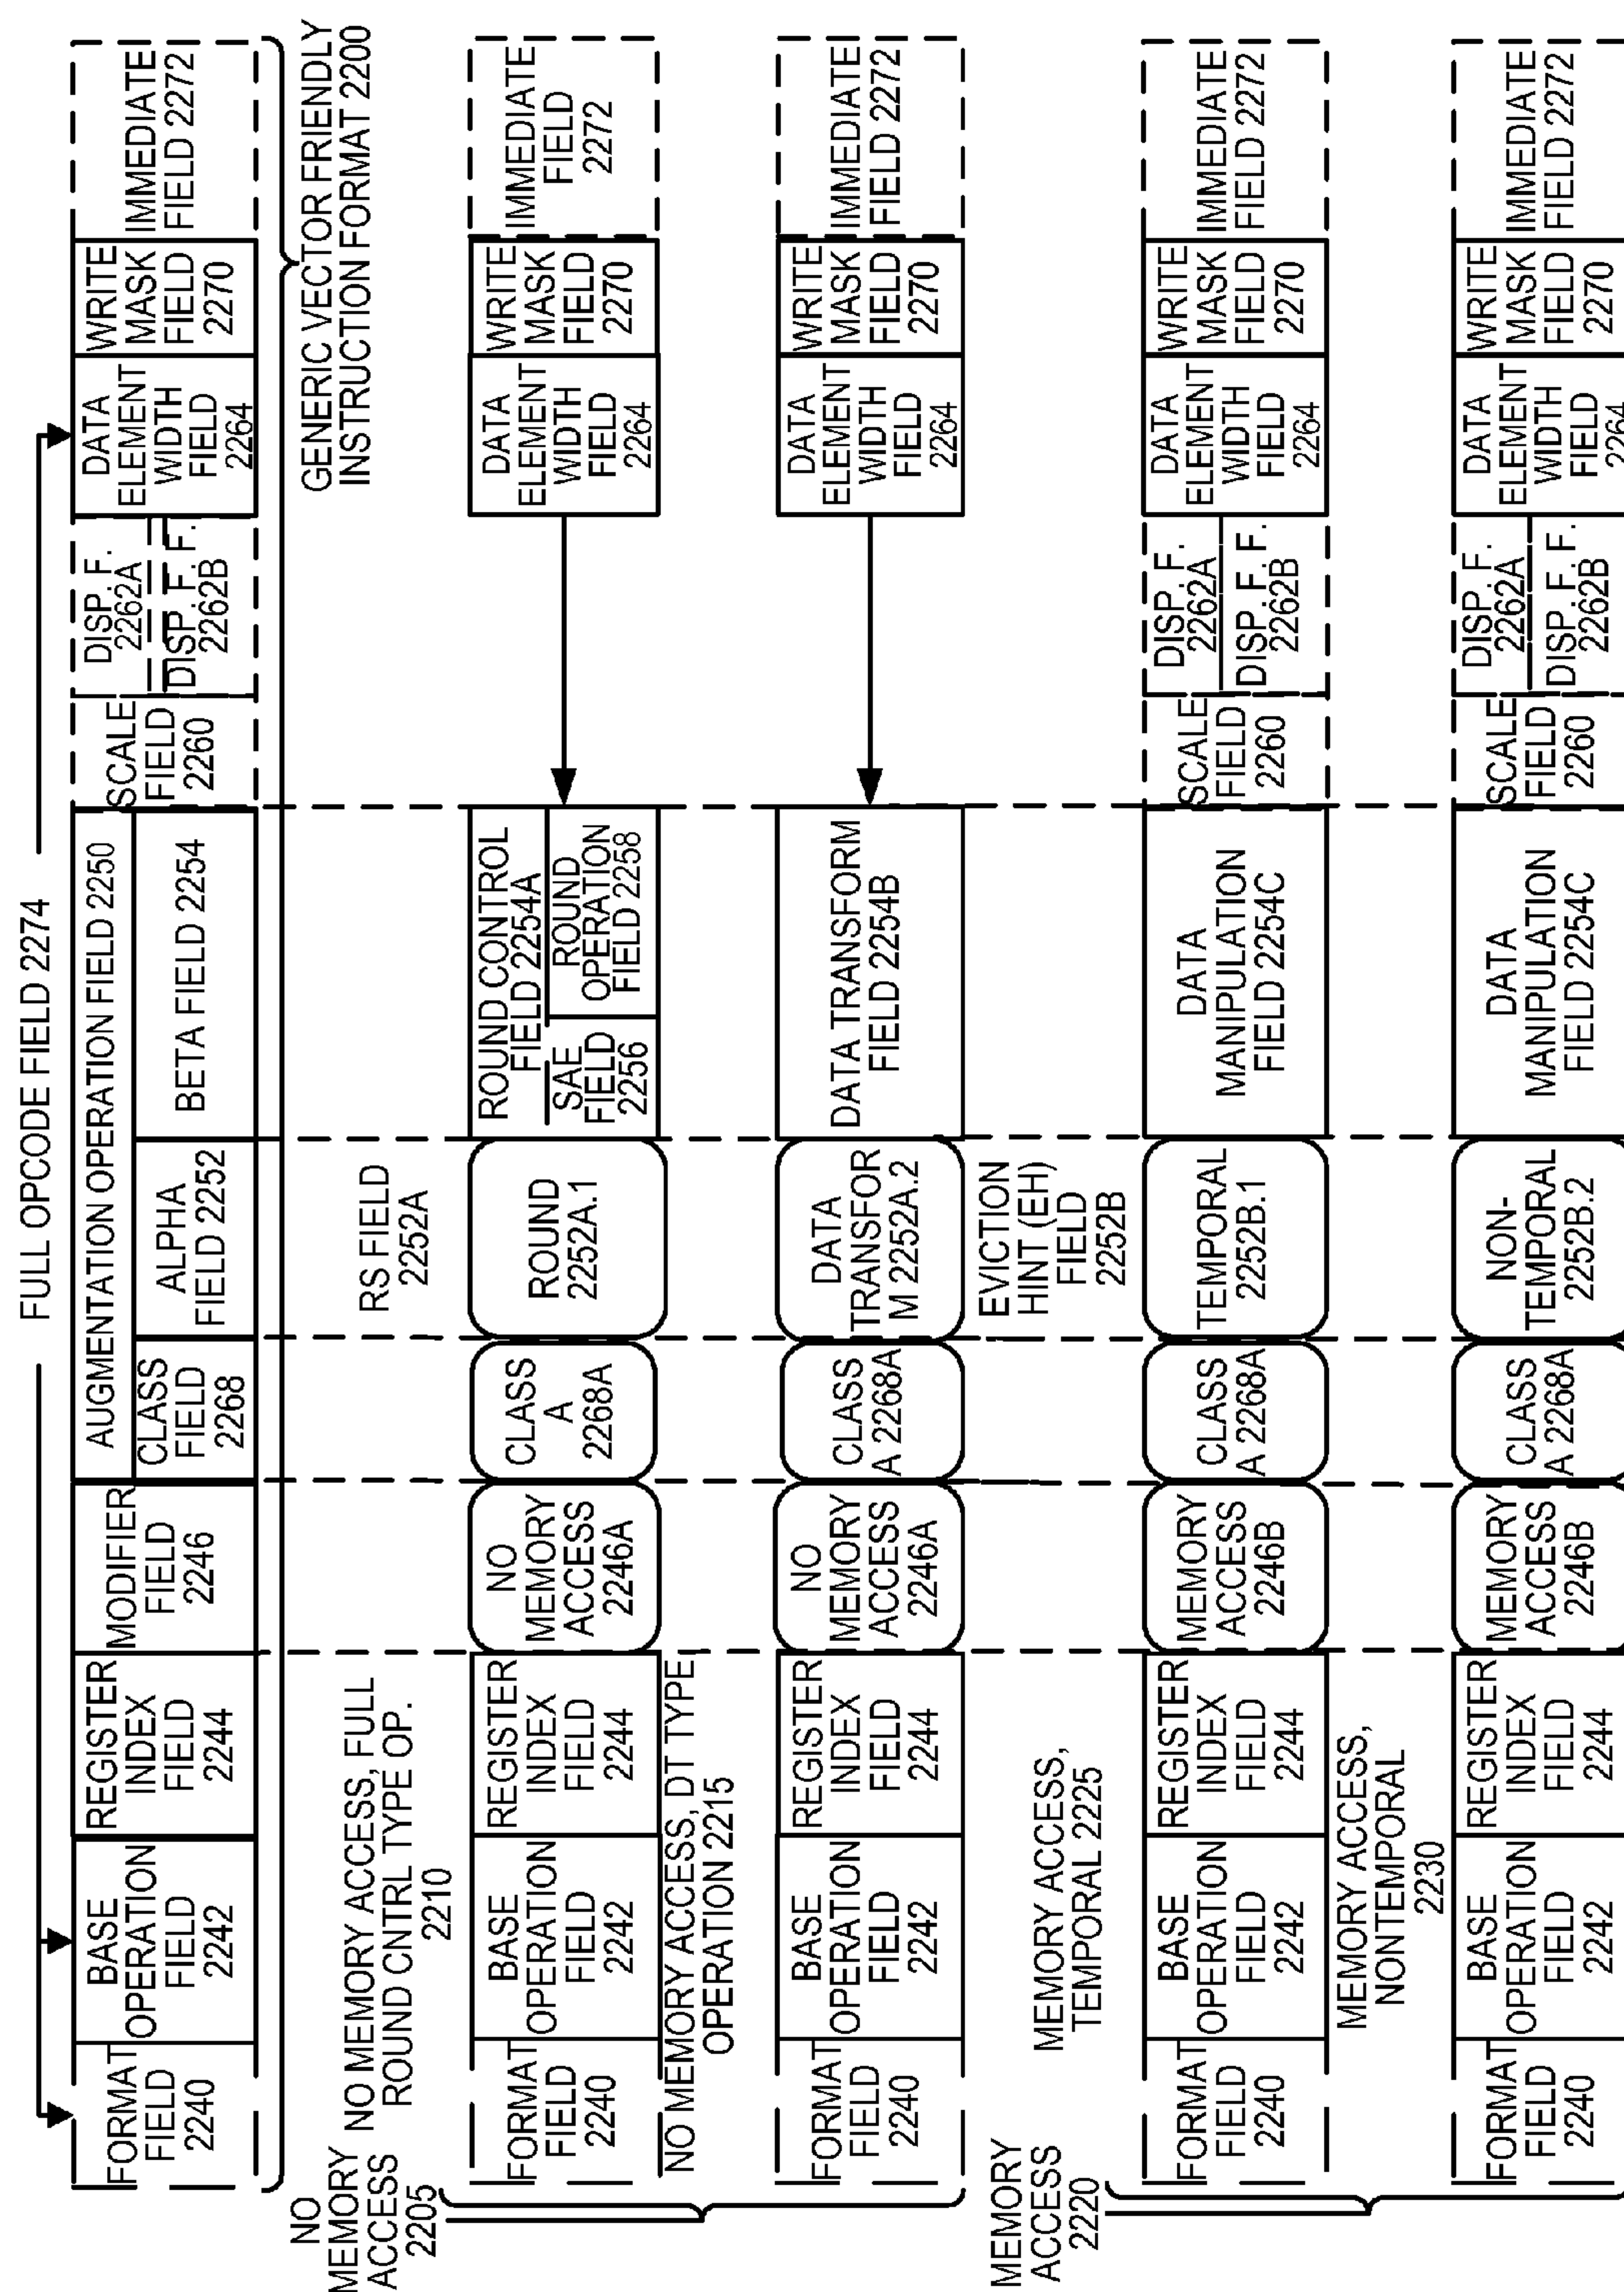 FULL OPCODE FIELD 2274
FORMAT
FIELD
2240
BASE
OPERATION
FIELD
2242
REGISTER
INDEX
FIELD
2244
MODIFIER
FIELD
2246
AUGMENTATION OPERATION FIELD 2250
CLASS
FIELD
2268
ALPHA
FIELD 2252
BETA FIELD 2254
SCALE
FIELD
2260
DISP. F.
2262A
DISP. F. F.
2262B
DATA
ELEMENT
WIDTH
FIELD
2264
WRITE
MASK
FIELD
2270
IMMEDIATE
FIELD 2272
GENERIC VECTOR FRIENDLY
INSTRUCTION FORMAT 2200
NO
MEMORY
ACCESS
2205
NO MEMORY ACCESS, FULL
ROUND CNTRL TYPE OP.
2210
RS FIELD
2252A
FORMAT
FIELD
2240
BASE
OPERATION
FIELD
2242
REGISTER
INDEX
FIELD
2244
NO
MEMORY
ACCESS
2246A
CLASS
A
2268A
ROUND
2252A.1
ROUND CONTROL
FIELD 2254A
SAE
FIELD
2256
ROUND
OPERATION
FIELD 2258
DATA
ELEMENT
WIDTH
FIELD
2264
WRITE
MASK
FIELD
2270
IMMEDIATE
FIELD
2272
NO MEMORY ACCESS, DT TYPE
OPERATION 2215
FORMAT
FIELD
2240
BASE
OPERATION
FIELD
2242
REGISTER
INDEX
FIELD
2244
NO
MEMORY
ACCESS
2246A
CLASS
A 2268A
DATA
TRANSFOR
M 2252A.2
DATA TRANSFORM
FIELD 2254B
DATA
ELEMENT
WIDTH
FIELD
2264
WRITE
MASK
FIELD
2270
IMMEDIATE
FIELD 2272
MEMORY
ACCESS
2220
MEMORY ACCESS,
TEMPORAL 2225
EVICTION
HINT (EH)
FIELD
2252B
FORMAT
FIELD
2240
BASE
OPERATION
FIELD
2242
REGISTER
INDEX
FIELD
2244
MEMORY
ACCESS
2246B
CLASS
A 2268A
TEMPORAL
2252B.1
DATA
MANIPULATION
FIELD 2254C
SCALE
FIELD
2260
DISP. F.
2262A
DISP. F. F.
2262B
DATA
ELEMENT
WIDTH
FIELD
2264
WRITE
MASK
FIELD
2270
IMMEDIATE
FIELD 2272
MEMORY ACCESS,
NONTEMPORAL
2230
FORMAT
FIELD
2240
BASE
OPERATION
FIELD
2242
REGISTER
INDEX
FIELD
2244
MEMORY
ACCESS
2246B
CLASS
A 2268A
NON-
TEMPORAL
2252B.2
DATA
MANIPULATION
FIELD 2254C
SCALE
FIELD
2260
DISP. F.
2262A
DISP. F. F.
2262B
DATA
ELEMENT
WIDTH
FIELD
2264
WRITE
MASK
FIELD
2270
IMMEDIATE
FIELD 2272